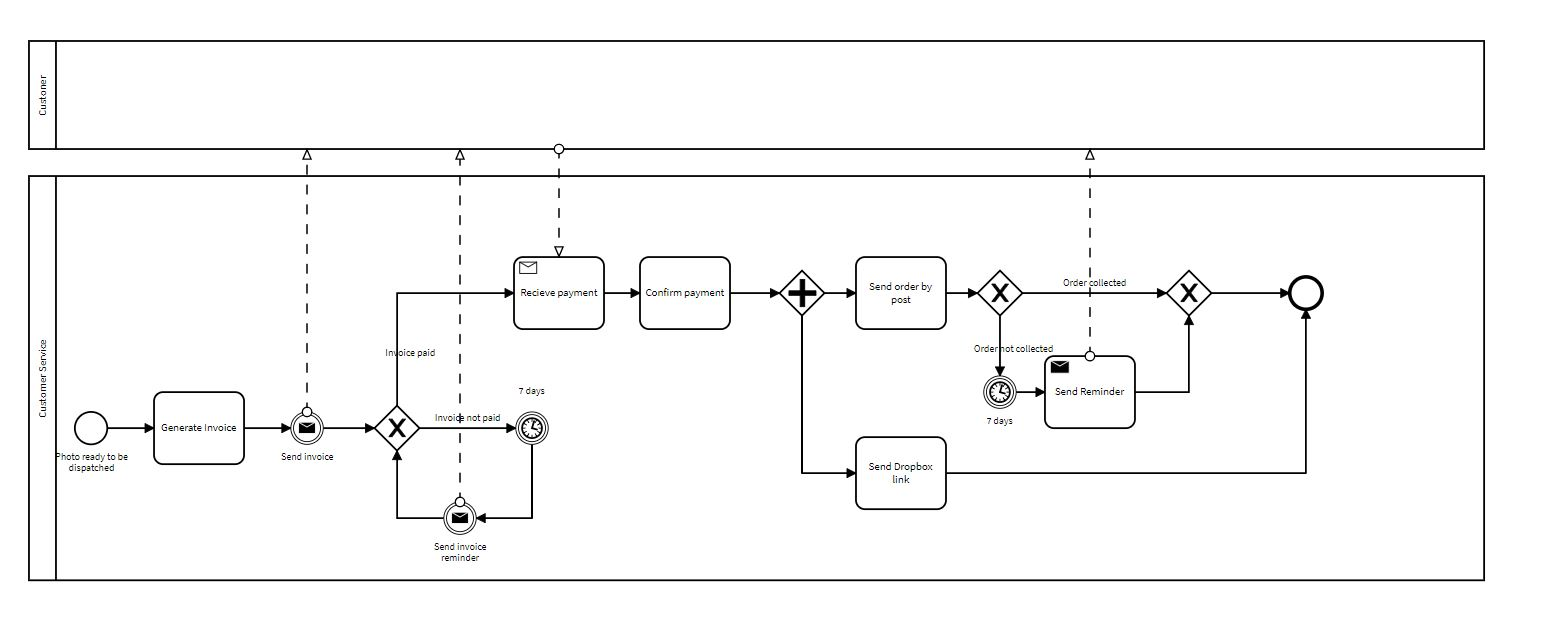 Custoner
Customer Service
Photo ready to be
dispatched
Generate Invoice
Send invoice
Invoice paid
Invoice not paid
7 days
Send invoice
reminder
Recieve payment
Confirm payment
Send order by
post
Order collected
Order not collected
7 days
Send Reminder
Send Dropbox
link